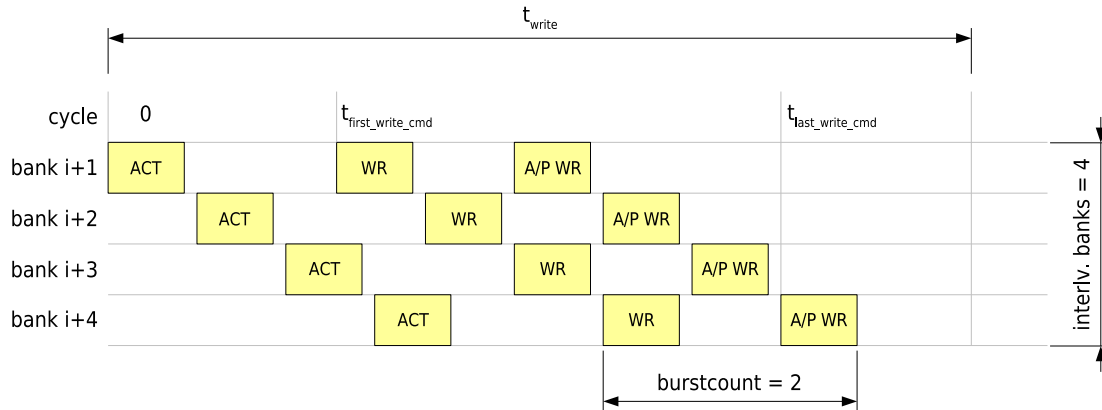 t_write
cycle 0 t_first_write_cmd t_last_write_cmd
bank i+1 ACT WR A/P WR
bank i+2 ACT WR A/P WR
bank i+3 ACT WR A/P WR
bank i+4 ACT WR A/P WR
interlv. banks = 4
burstcount = 2